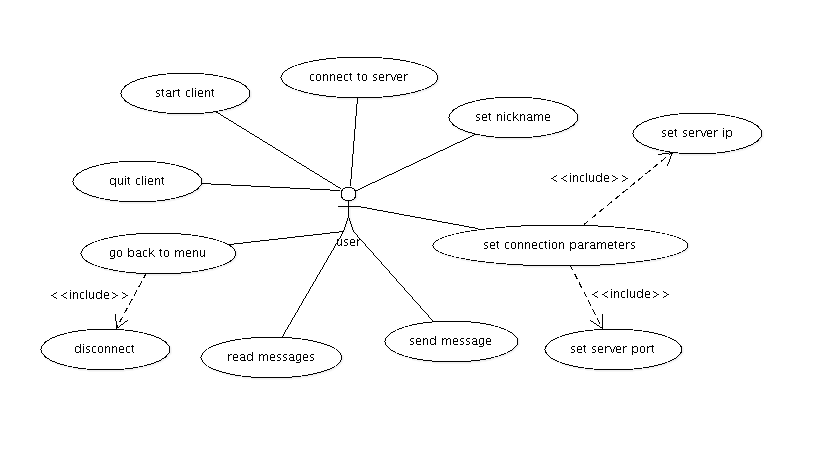 connect to server
start client
set nickname
set server ip
<<include>>
quit client
user
set connection parameters
go back to menu
<<include>>
<<include>>
disconnect
read messages
send message
set server port